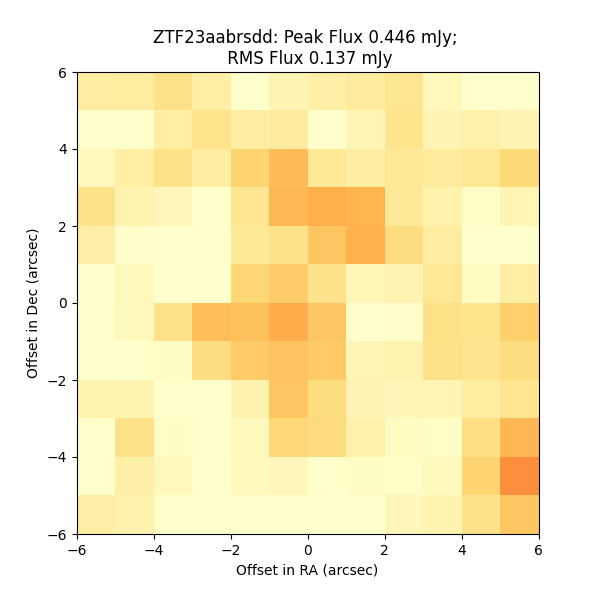 ZTF23aabrsdd: Peak Flux 0.446 mJy;
RMS Flux 0.137 mJy
6
4
2
0
−2
−4
−6
Offset in Dec (arcsec)
−6 −4 −2 0 2 4 6
Offset in RA (arcsec)